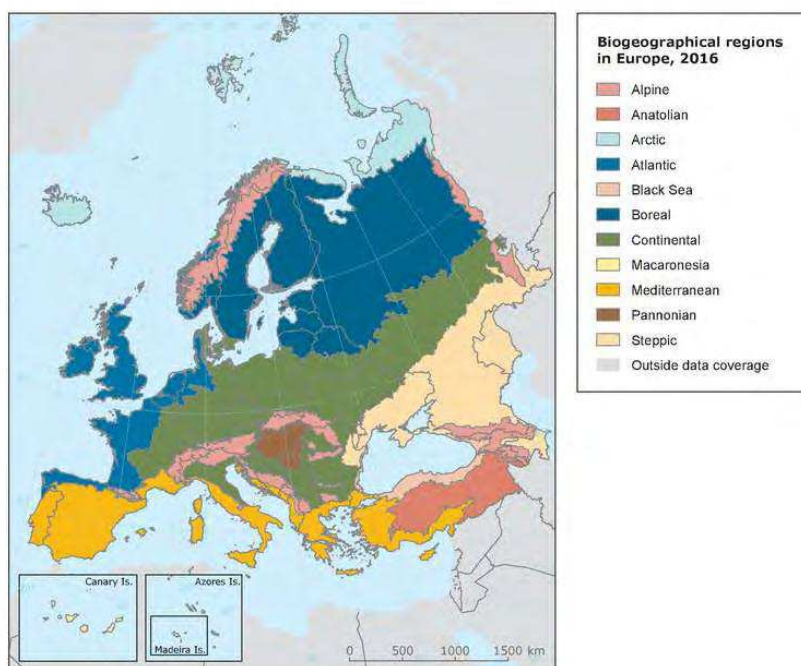 Biogeographical regions
in Europe, 2016
Alpine
Anatolian
Arctic
Atlantic
Black Sea
Boreal
Continental
Macaronesia
Mediterranean
Pannonian
Steppic
Outside data coverage
Canary Is.
Azores Is.
Madeira Is.
0 500 1000 1500 km